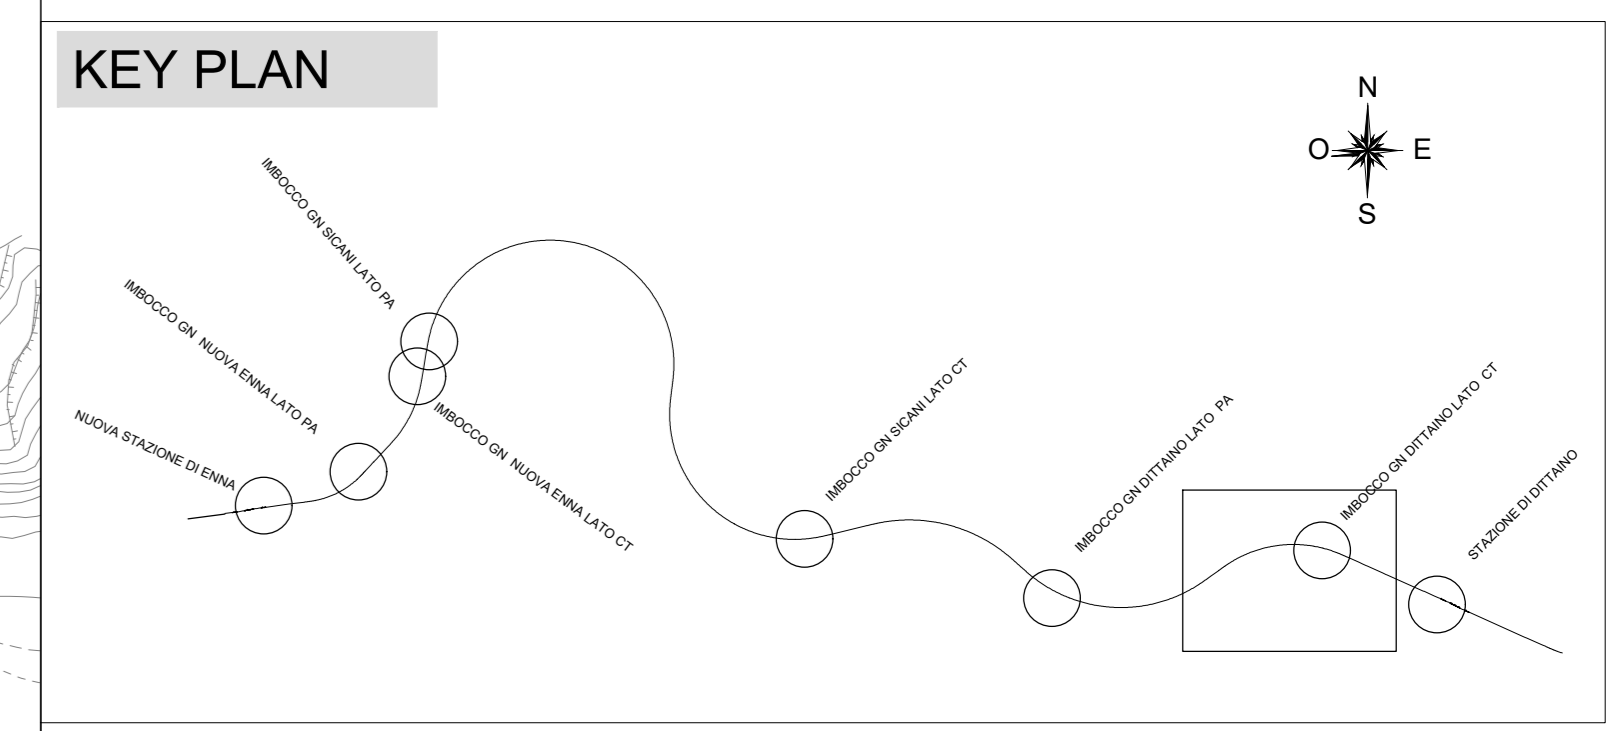 KEY PLAN
N
O
E
S
IMBOCCO GN SICANI LATO PA
IMBOCCO GN NUOVA ENNA LATO PA
NUOVA STAZIONE DI ENNA
IMBOCCO GN NUOVA ENNA LATO CT
IMBOCCO GN SICANI LATO CT
IMBOCCO GN DITTAINO LATO PA
IMBOCCO GN DITTAINO LATO CT
STAZIONE DI DITTAINO